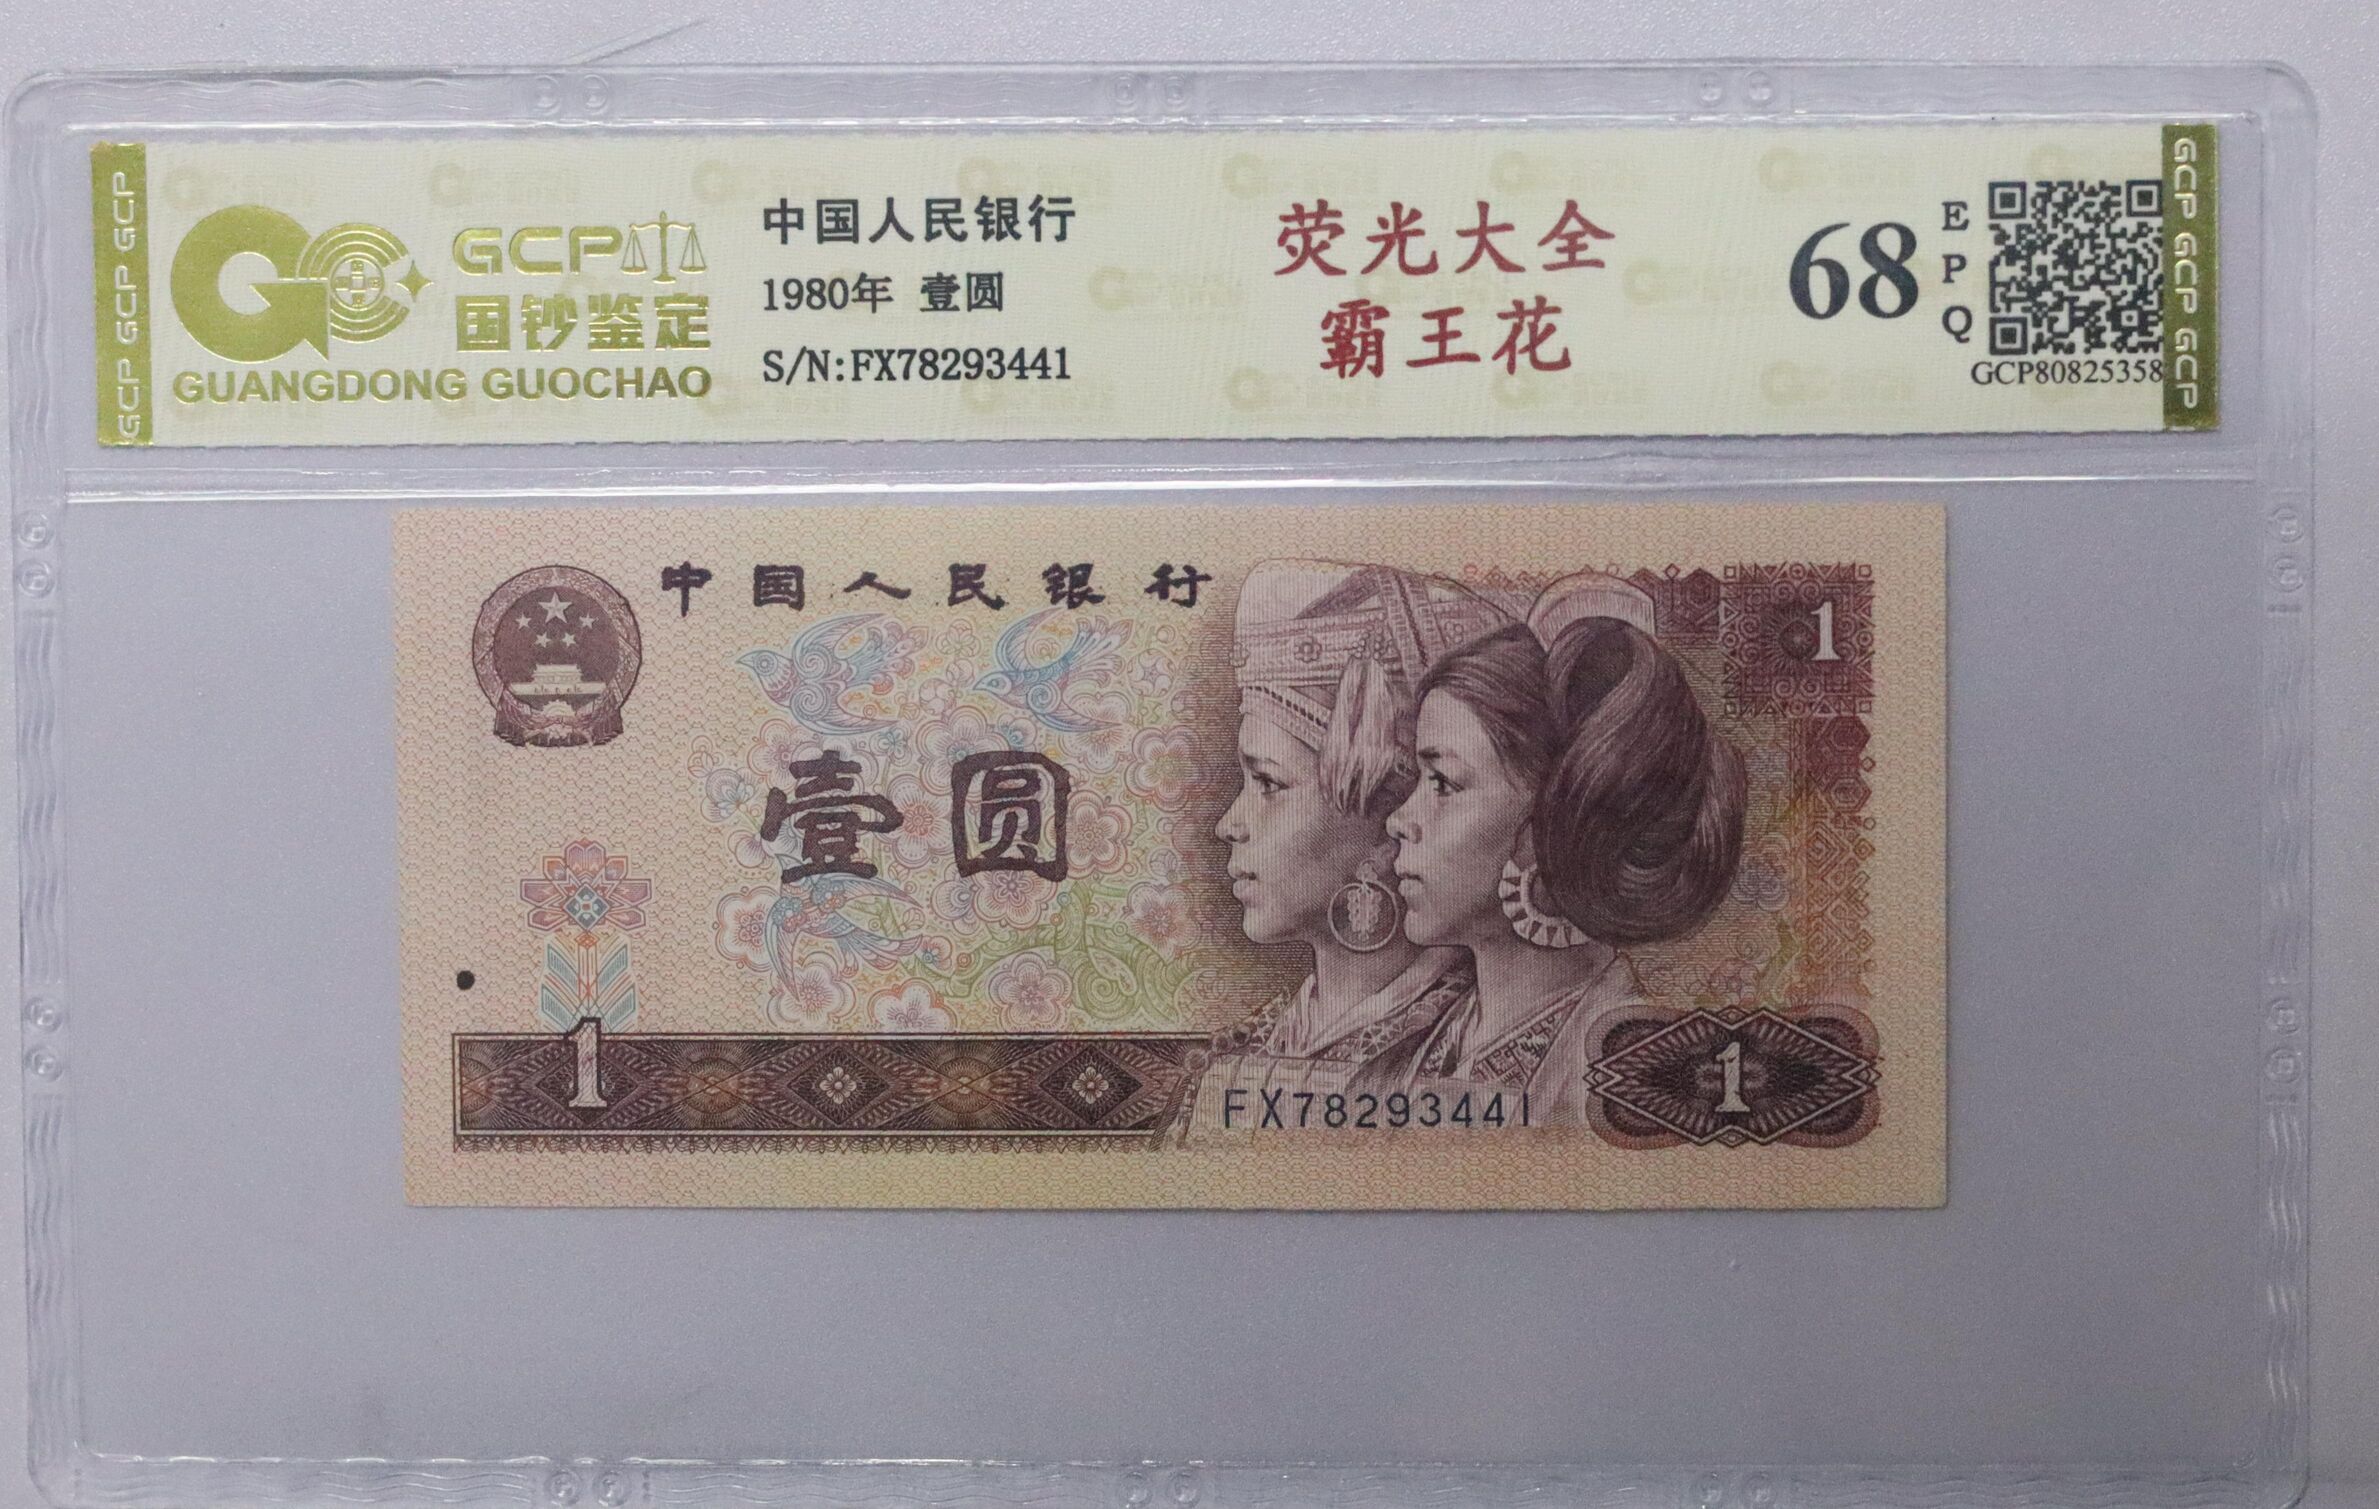 GCP GCP GCP
GCP
国钞鉴定
GUANGDONG GUOCHAO
中国人民银行
1980年 壹圆
S/N:FX78293441
荧光大全
霸王花
68
EPQ
GCP80825358
GCP GCP GCP
中国人民银行
1
壹圆
1
FX78293441
1